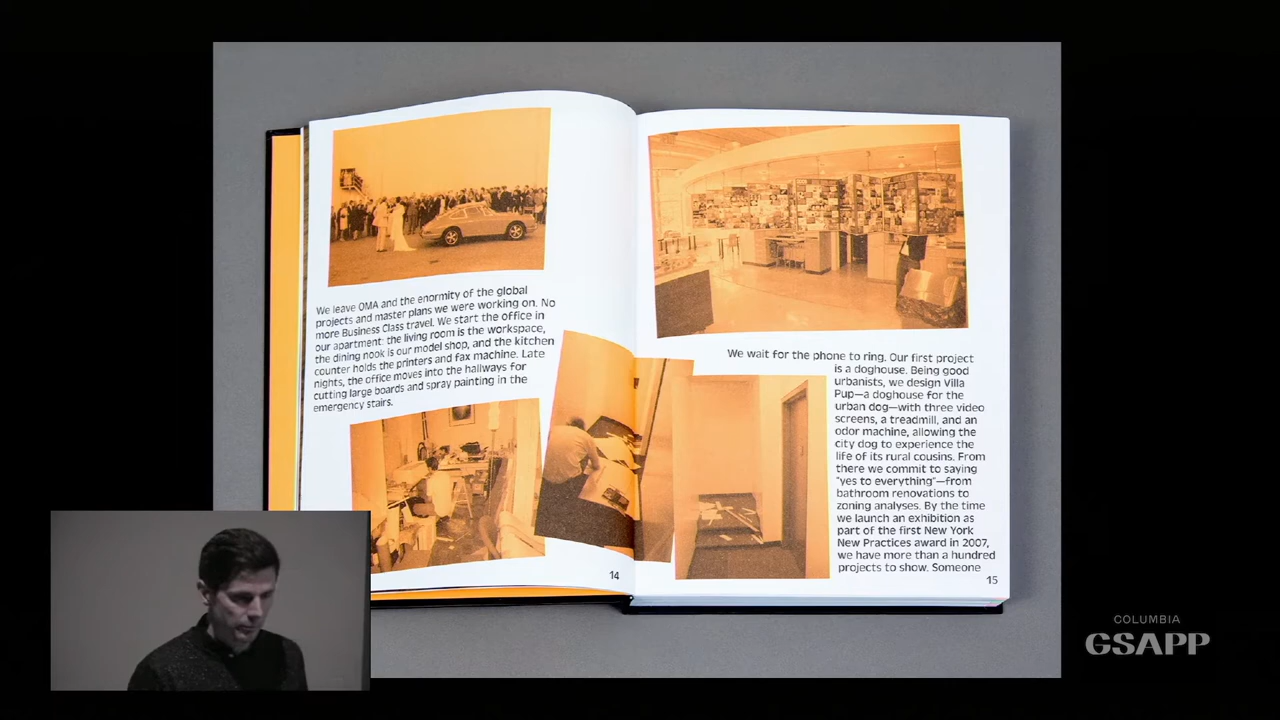 We leave OMA and the enormity of the global
projects and master plans we were working on. No
more Business Class travel. We start the office in
our apartment: the living room is the workspace,
the dining nook is our model shop, and the kitchen
counter holds the printers and fax machine. Late
nights, the office moves into the hallways for
cutting large boards and spray painting in the
emergency stairs.
14
We wait for the phone to ring. Our first project
is a doghouse. Being good
urbanists, we design Villa
Pup—a doghouse for the
urban dog—with three video
screens, a treadmill, and an
odor machine, allowing the
city dog to experience the
life of its rural cousins. From
there we commit to saying
"yes to everything"—from
bathroom renovations to
zoning analyses. By the time
we launch an exhibition as
part of the first New York
New Practices award in 2007,
we have more than a hundred
projects to show. Someone
15
COLUMBIA
GSAPP